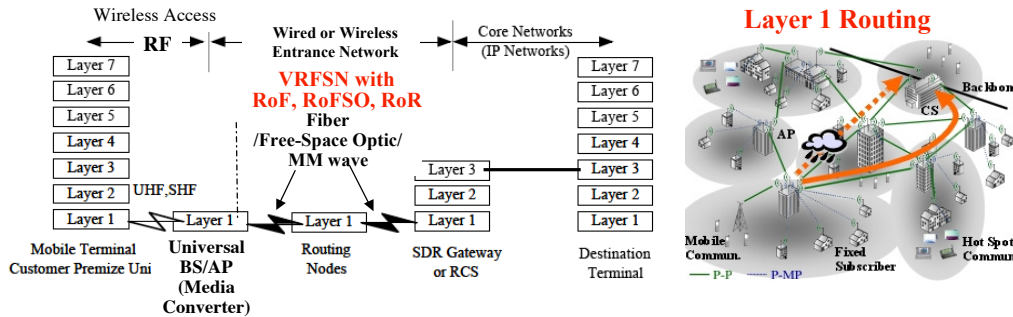 Wireless Access
RF
Wired or Wireless
Entrance Network
Core Networks
(IP Networks)
VRFSN with
RoF, RoFSO, RoR
Fiber
/Free-Space Optic/
MM wave
Layer 7
Layer 6
Layer 5
Layer 4
Layer 3
Layer 2
Layer 1
UHF,SHF
Layer 1
Layer 1
Layer 3
Layer 2
Layer 1
Layer 7
Layer 6
Layer 5
Layer 4
Layer 3
Layer 2
Layer 1
Mobile Terminal
Customer Premize Uni
Universal
BS/AP
(Media
Converter)
Routing
Nodes
SDR Gateway
or RCS
Destination
Terminal
Layer 1 Routing
Backbon
CS
AP
Mobile
Commun.
Fixed
Subscriber
Hot Spot
Commun
P-P
P-MP